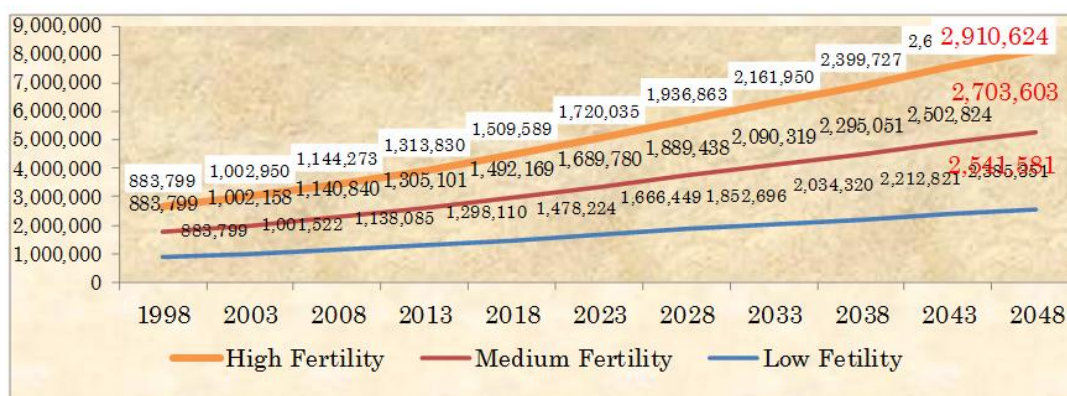 9,000,000
8,000,000
7,000,000
6,000,000
5,000,000
4,000,000
3,000,000
2,000,000
1,000,000
0
883,799 1,002,950 1,144,273 1,313,830 1,509,589 1,720,035 1,936,863 2,161,950 2,399,727 2,910,624
883,799 1,002,158 1,140,840 1,305,101 1,492,169 1,689,780 1,889,438 2,090,319 2,295,051 2,502,824 2,703,603
883,799 1,001,522 1,138,085 1,298,110 1,478,224 1,666,449 1,852,696 2,034,320 2,212,821 2,541,581
1998 2003 2008 2013 2018 2023 2028 2033 2038 2043 2048
High Fertility Medium Fertility Low Fetility